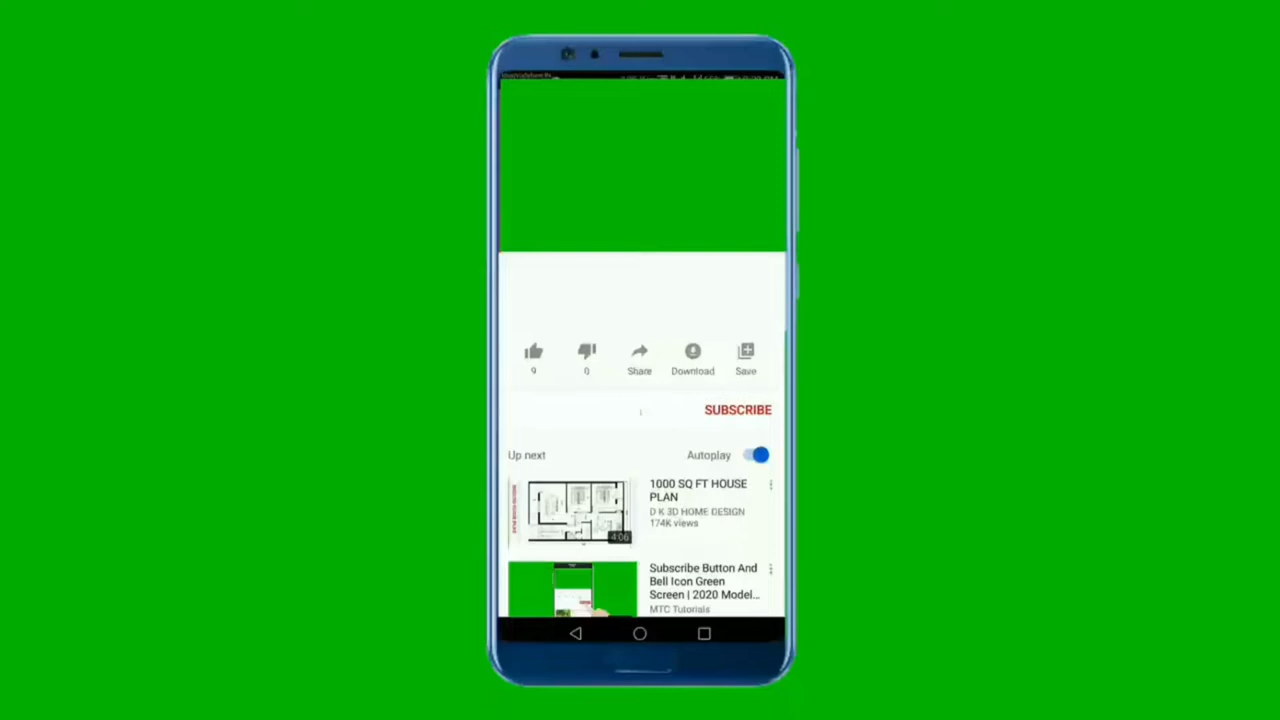 9
0
Share
Download
Save
SUBSCRIBE
Up next
Autoplay
1000 SQ FT HOUSE
PLAN
D K 3D HOME DESIGN
174K views
4:06
Subscribe Button And
Bell Icon Green
Screen | 2020 Model...
MTC Tutorials